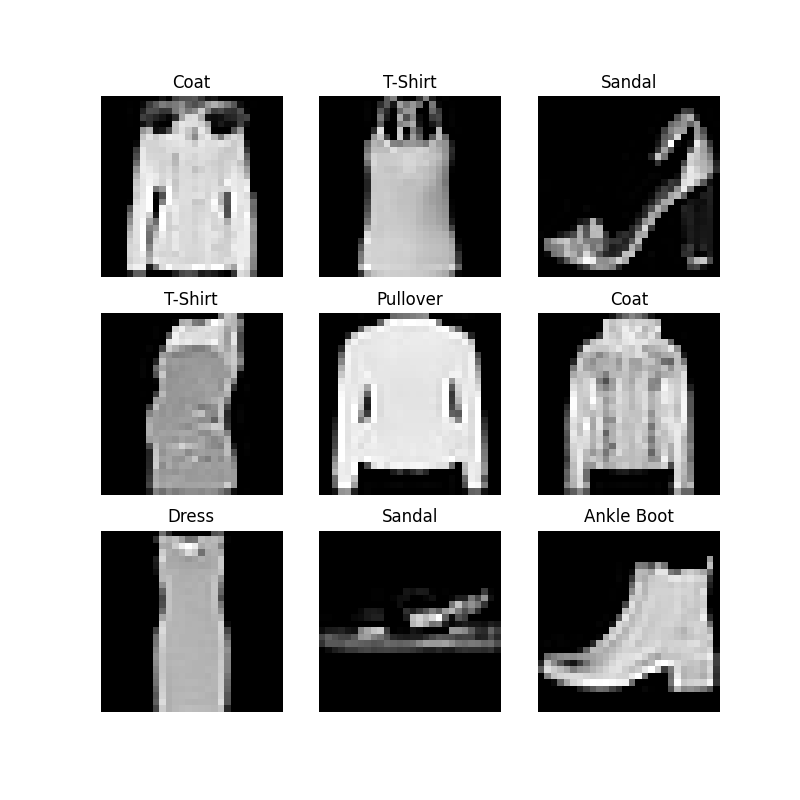 Coat
T-Shirt
Sandal
T-Shirt
Pullover
Coat
Dress
Sandal
Ankle Boot